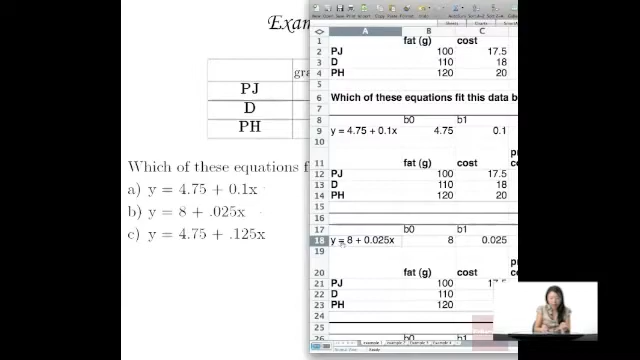 Exam
gra
PJ
D
PH
Which of these equations f
a) y = 4.75 + 0.1x
b) y = 8 + .025x
c) y = 4.75 + .125x
A B C
1 fat (g) cost
2 PJ 100 17.5
3 D 110 18
4 PH 120 20
5
6 Which of these equations fit this data b
7
8 b0 b1
9 y = 4.75 + 0.1x 4.75 0.1
10
11 fat (g) cost
12 PJ 100 17.5
13 D 110 18
14 PH 120 20
15
16
17 b0 b1
18 y = 8 + 0.025x 8 0.025
19
20 fat (g) cost
21 PJ 100 17.5
22 D 110
23 PH 120
24
25
26 b0 b1